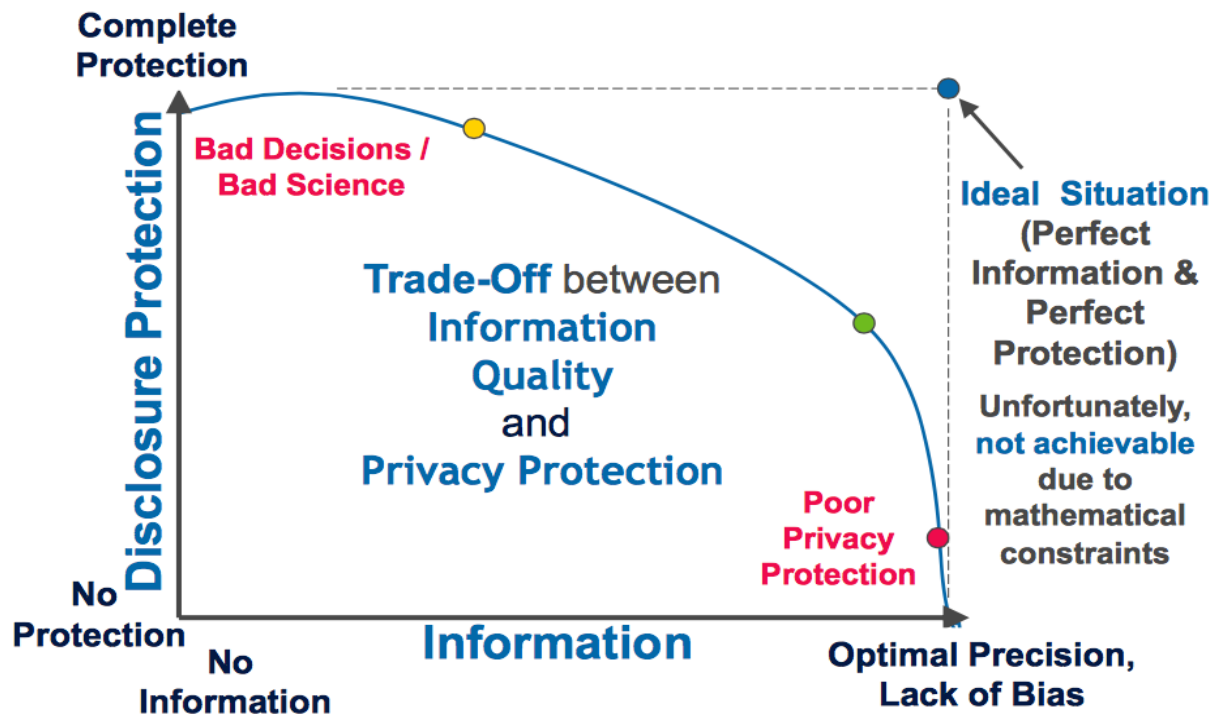 Complete
Protection
Disclosure Protection
Bad Decisions /
Bad Science
Trade-Off between
Information
Quality
and
Privacy Protection
Ideal Situation
(Perfect
Information &
Perfect
Protection)
Unfortunately,
not achievable
due to
mathematical
constraints
Poor
Privacy
Protection
No
Protection
No
Information
Information
Optimal Precision,
Lack of Bias